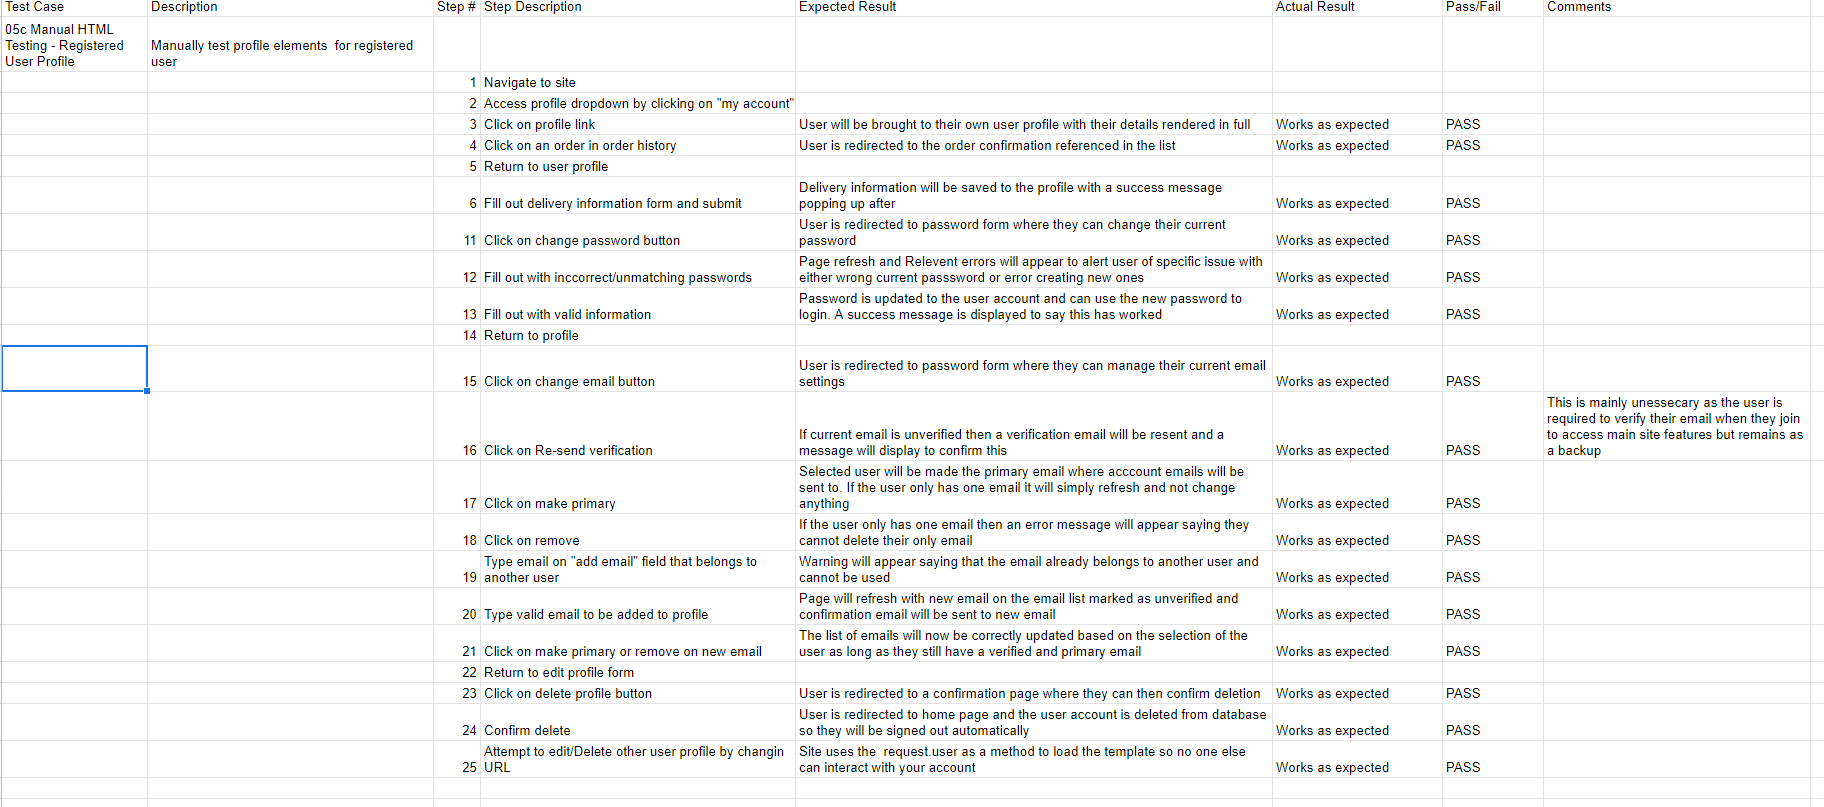 Test Case Description Step # Step Description Expected Result Actual Result Pass/Fail Comments
05c Manual HTML
Testing - Registered
User Profile
Manually test profile elements  for registered
user
1 Navigate to site
2 Access profile dropdown by clicking on "my account"
3 Click on profile link User will be brought to their own user profile with their details rendered in full Works as expected PASS
4 Click on an order in order history User is redirected to the order confirmation referenced in the list Works as expected PASS
5 Return to user profile
Delivery information will be saved to the profile with a success message
6 Fill out delivery information form and submit popping up after Works as expected PASS
User is redirected to password form where they can change their current
11 Click on change password button password Works as expected PASS
Page refresh and Relevent errors will appear to alert user of specific issue with
12 Fill out with inccorrect/unmatching passwords either wrong current passsword or error creating new ones Works as expected PASS
Password is updated to the user account and can use the new password to
13 Fill out with valid information login. A success message is displayed to say this has worked Works as expected PASS
14 Return to profile
User is redirected to password form where they can manage their current email
15 Click on change email button settings Works as expected PASS
This is mainly unessecary as the user is
required to verify their email when they join
If current email is unverified then a verification email will be resent and a to access main site features but remains as
16 Click on Re-send verification message will display to confirm this Works as expected PASS a backup
Selected user will be made the primary email where acccount emails will be
sent to. If the user only has one email it will simply refresh and not change
17 Click on make primary anything Works as expected PASS
If the user only has one email then an error message will appear saying they
18 Click on remove cannot delete their only email Works as expected PASS
Type email on "add email" field that belongs to Warning will appear saying that the email already belongs to another user and
19 another user cannot be used Works as expected PASS
Page will refresh with new email on the email list marked as unverified and
20 Type valid email to be added to profile confirmation email will be sent to new email Works as expected PASS
The list of emails will now be correctly updated based on the selection of the
21 Click on make primary or remove on new email user as long as they still have a verified and primary email Works as expected PASS
22 Return to edit profile form
23 Click on delete profile button User is redirected to a confirmation page where they can then confirm deletion Works as expected PASS
User is redirected to home page and the user account is deleted from database
24 Confirm delete so they will be signed out automatically Works as expected PASS
Attempt to edit/Delete other user profile by changin Site uses the  request.user as a method to load the template so no one else
25 URL can interact with your account Works as expected PASS